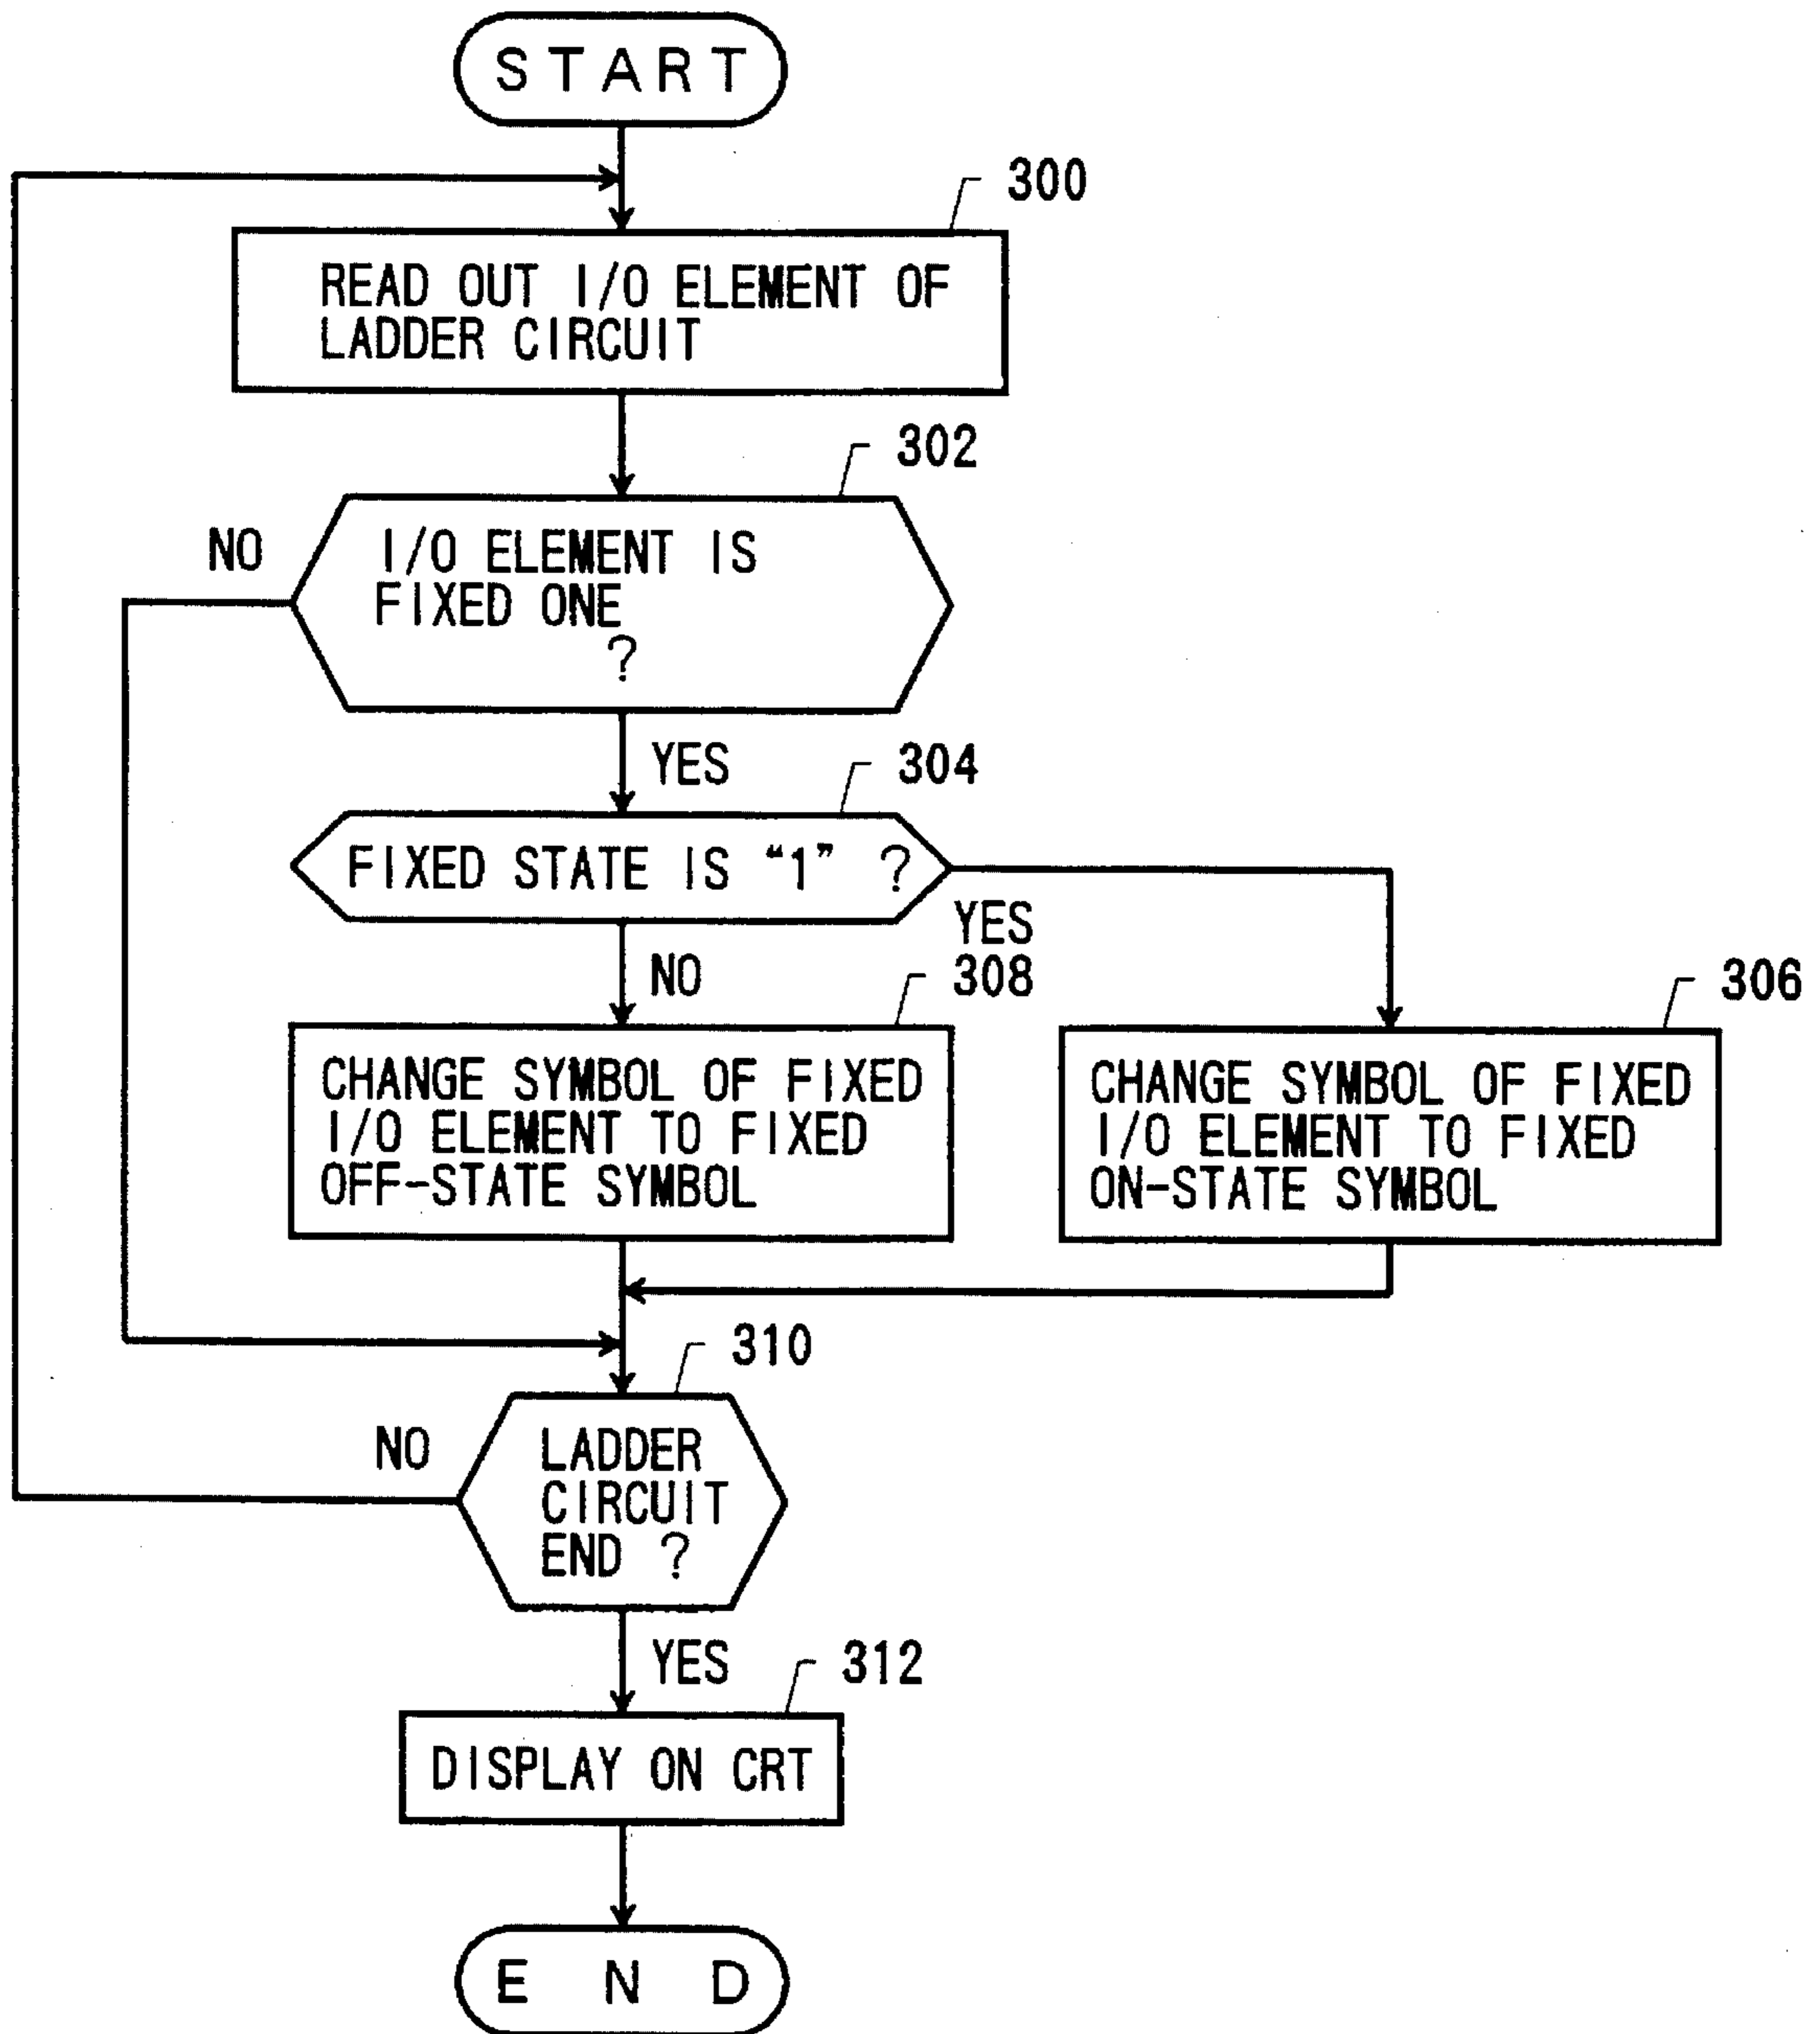 START
300
READ OUT I/O ELEMENT OF
LADDER CIRCUIT
302
NO
I/O ELEMENT IS
FIXED ONE
?
YES
304
FIXED STATE IS “1” ?
YES
NO
308
306
CHANGE SYMBOL OF FIXED
I/O ELEMENT TO FIXED
OFF-STATE SYMBOL
CHANGE SYMBOL OF FIXED
I/O ELEMENT TO FIXED
ON-STATE SYMBOL
310
NO
LADDER
CIRCUIT
END ?
YES
312
DISPLAY ON CRT
END